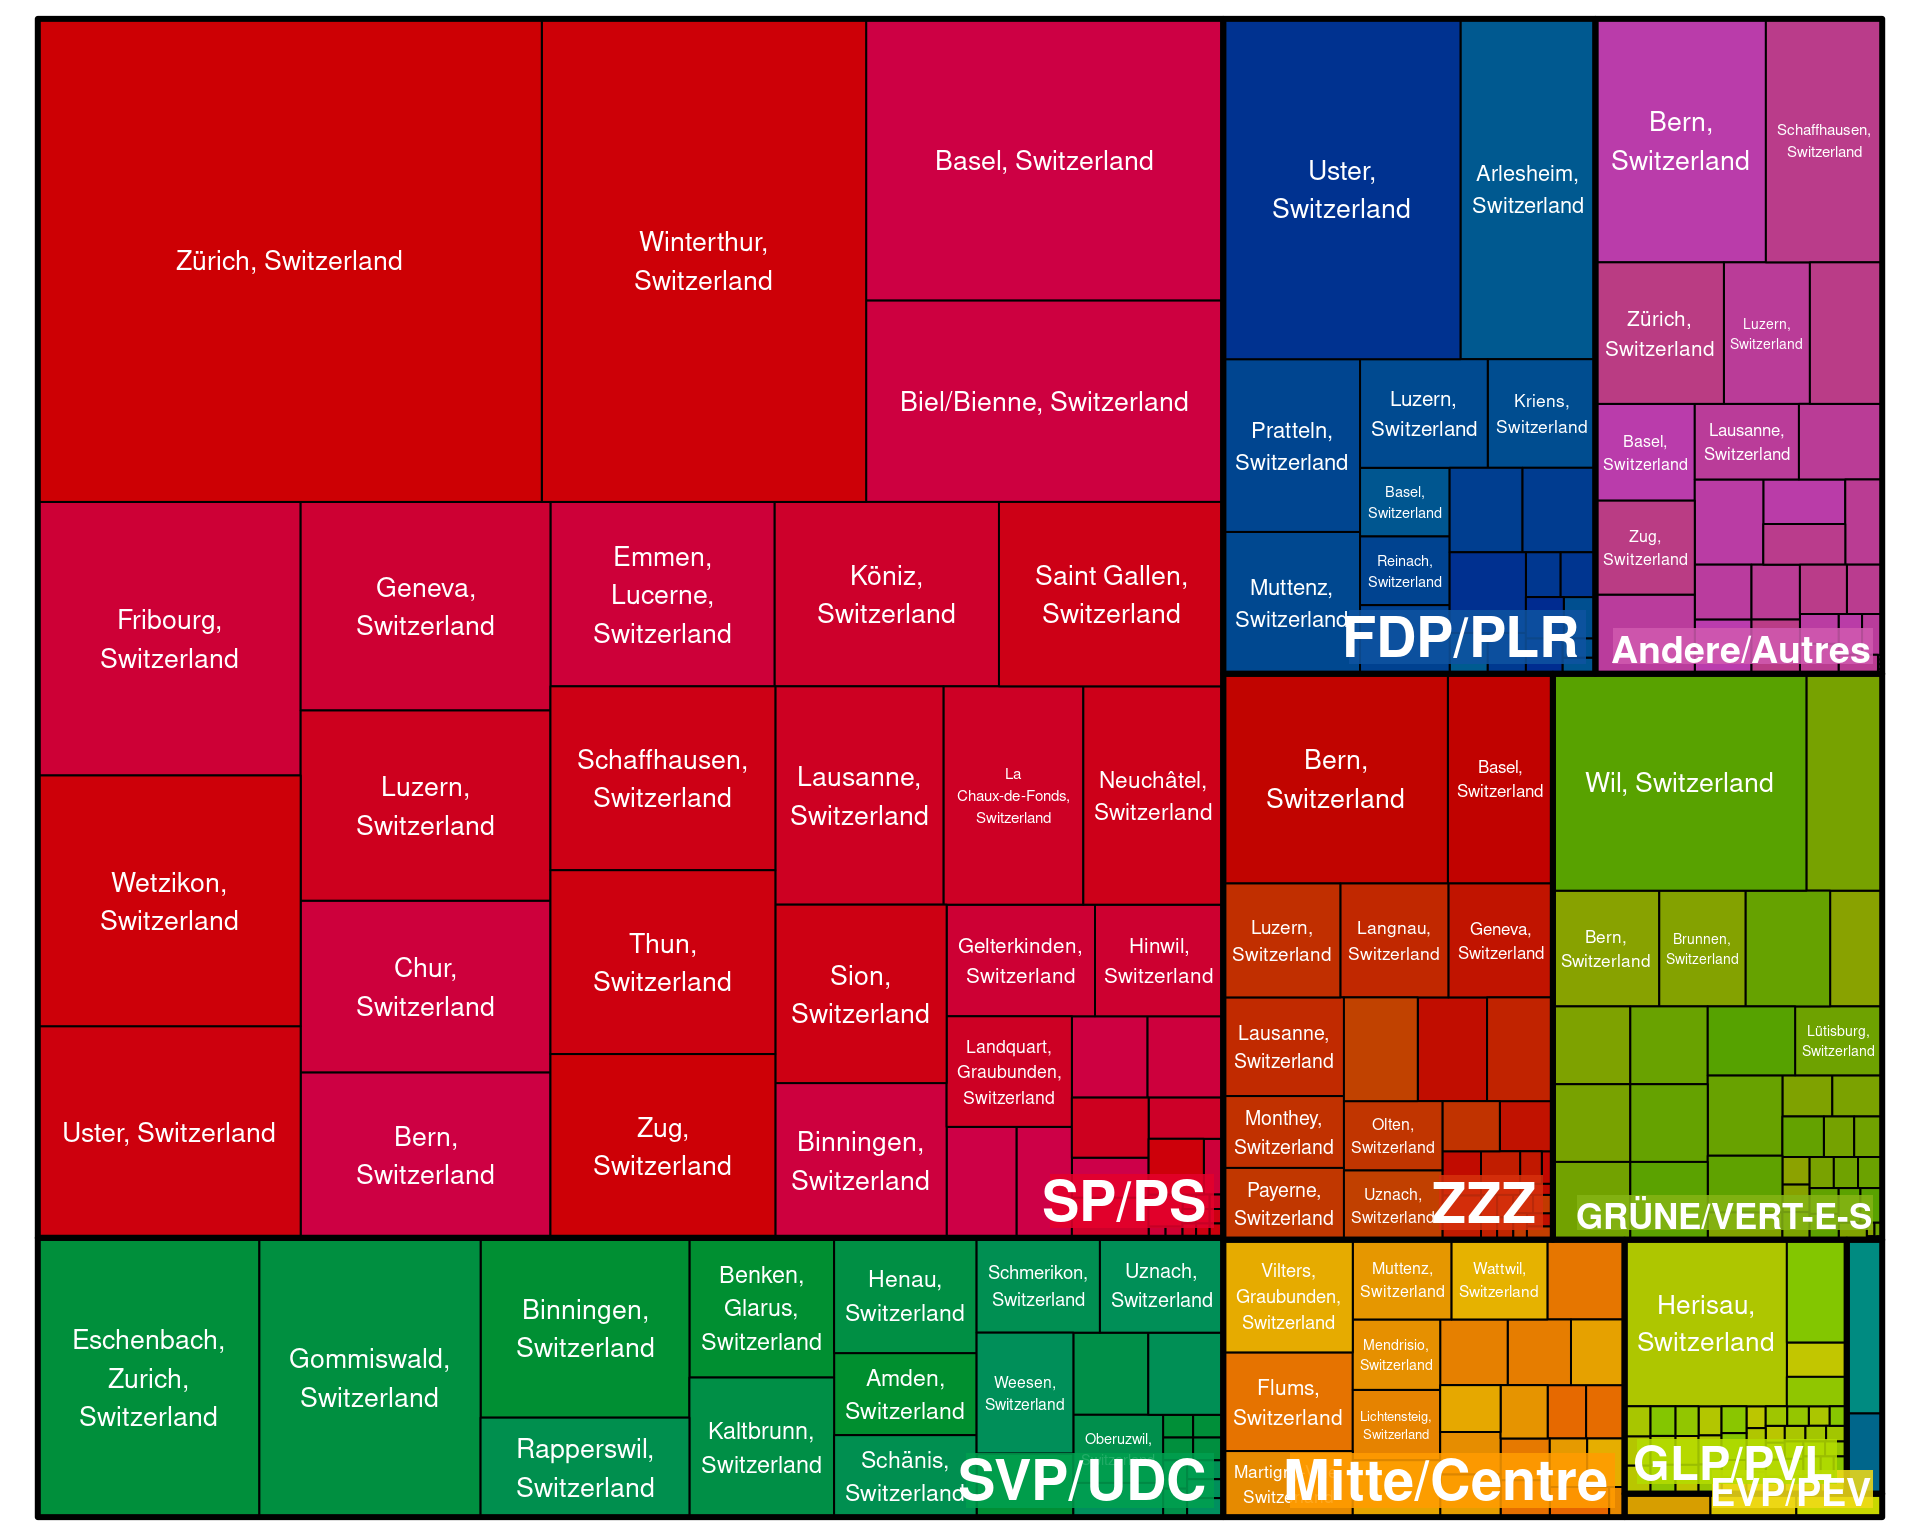 Zürich, Switzerland
Winterthur,
Switzerland
Basel, Switzerland
Biel/Bienne, Switzerland
Fribourg,
Switzerland
Wetzikon,
Switzerland
Uster, Switzerland
Geneva,
Switzerland
Luzern,
Switzerland
Chur,
Switzerland
Bern,
Switzerland
Emmen,
Lucerne,
Switzerland
Schaffhausen,
Switzerland
Thun,
Switzerland
Zug,
Switzerland
Köniz,
Switzerland
Saint Gallen,
Switzerland
Lausanne,
Switzerland
La
Chaux-de-Fonds,
Switzerland
Neuchâtel,
Switzerland
Sion,
Switzerland
Binningen,
Switzerland
Gelterkinden,
Switzerland
Hinwil,
Switzerland
Landquart,
Graubunden,
Switzerland
SP/PS
Uster,
Switzerland
Arlesheim,
Switzerland
Pratteln,
Switzerland
Muttenz,
Switzerland
Luzern,
Switzerland
Kriens,
Switzerland
Basel,
Switzerland
Reinach,
Switzerland
FDP/PLR
Bern,
Switzerland
Schaffhausen,
Switzerland
Zürich,
Switzerland
Luzern,
Switzerland
Basel,
Switzerland
Lausanne,
Switzerland
Zug,
Switzerland
Andere/Autres
Bern,
Switzerland
Basel,
Switzerland
Luzern,
Switzerland
Langnau,
Switzerland
Geneva,
Switzerland
Lausanne,
Switzerland
Monthey,
Switzerland
Payerne,
Switzerland
Olten,
Switzerland
Uznach,
Switzerland
ZZZ
Wil, Switzerland
Bern,
Switzerland
Brunnen,
Switzerland
Lütisburg,
Switzerland
GRÜNE/VERT-E-S
Eschenbach,
Zurich,
Switzerland
Gommiswald,
Switzerland
Binningen,
Switzerland
Rapperswil,
Switzerland
Benken,
Glarus,
Switzerland
Kaltbrunn,
Switzerland
Henau,
Switzerland
Amden,
Switzerland
Schänis,
Switzerland
Schmerikon,
Switzerland
Uznach,
Switzerland
Weesen,
Switzerland
Oberuzwil,
SVP/UDC
Vilters,
Graubunden,
Switzerland
Flums,
Switzerland
Muttenz,
Switzerland
Wattwil,
Switzerland
Mendrisio,
Switzerland
Lichtensteig,
Switzerland
Mitte/Centre
Herisau,
Switzerland
GLP/PVL
EVP/PEV